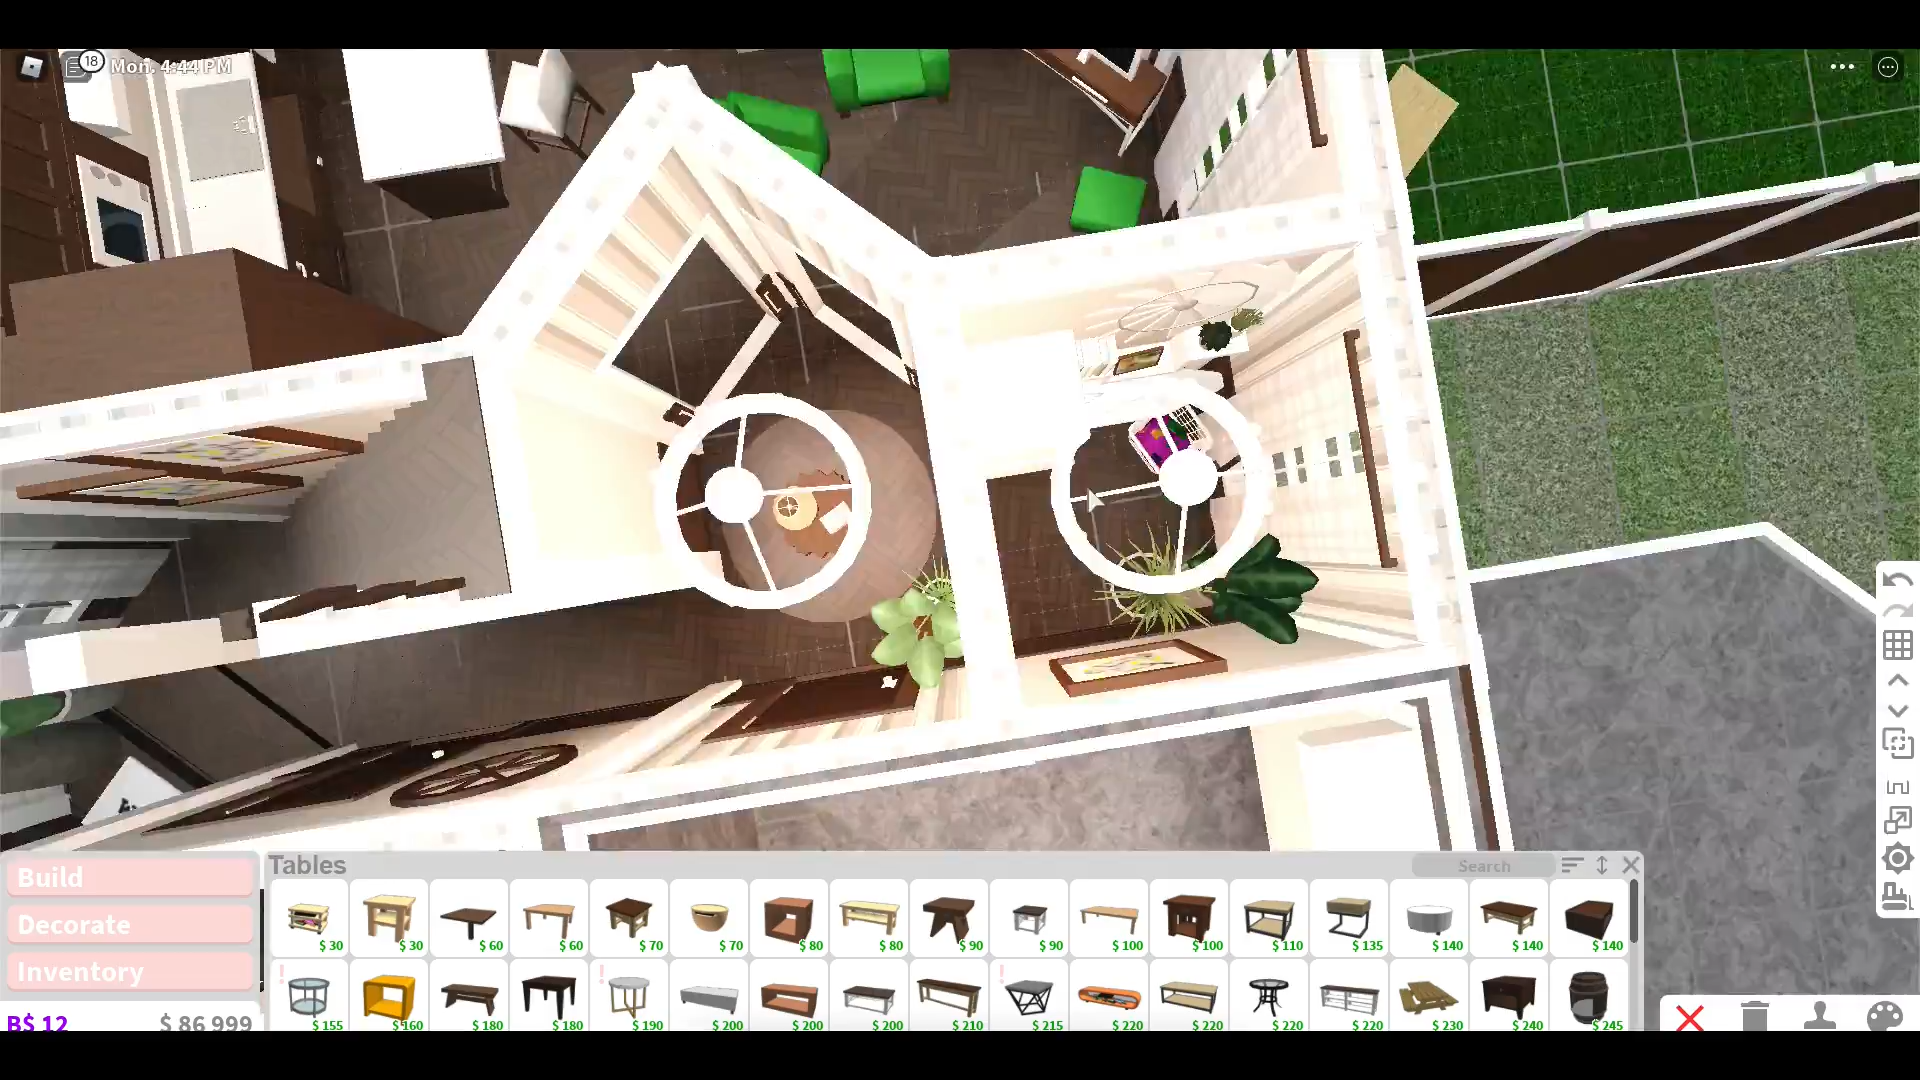 18 Mon. 4:44 PM
Build
Decorate
Inventory
B$ 12 $ 86 999
Tables
Search
$ 30 $ 30 $ 60 $ 60 $ 70 $ 70 $ 80 $ 80 $ 90 $ 90 $ 100 $ 100 $ 110 $ 135 $ 140 $ 140 $ 140
! ! !
$ 155 $ 160 $ 180 $ 180 $ 190 $ 200 $ 200 $ 200 $ 210 $ 215 $ 220 $ 220 $ 220 $ 220 $ 230 $ 240 $ 245